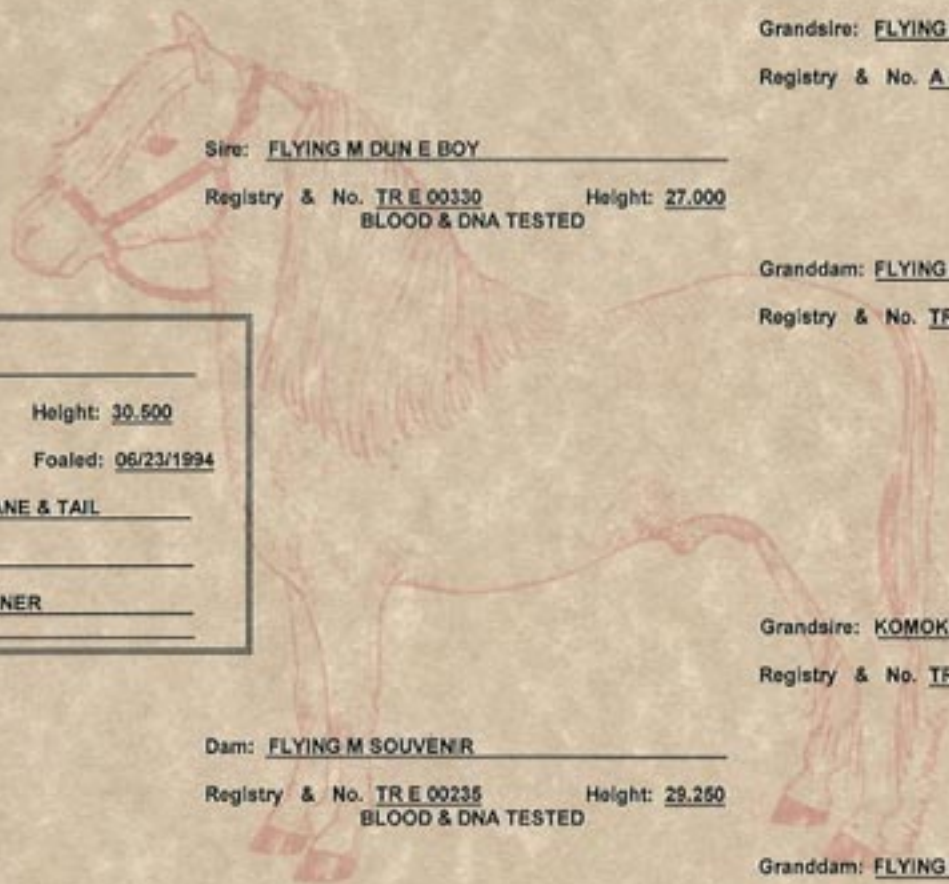 Grandsire: FLYING
Registry & No. A
Sire: FLYING M DUN E BOY
Registry & No. TR E 00330 Height: 27.000
BLOOD & DNA TESTED
Granddam: FLYING
Registry & No. TR
Height: 30.500
Foaled: 06/23/1994
ANE & TAIL
NER
Grandsire: KOMOK
Registry & No. TR
Dam: FLYING M SOUVENIR
Registry & No. TR E 00235 Height: 29.250
BLOOD & DNA TESTED
Granddam: FLYING